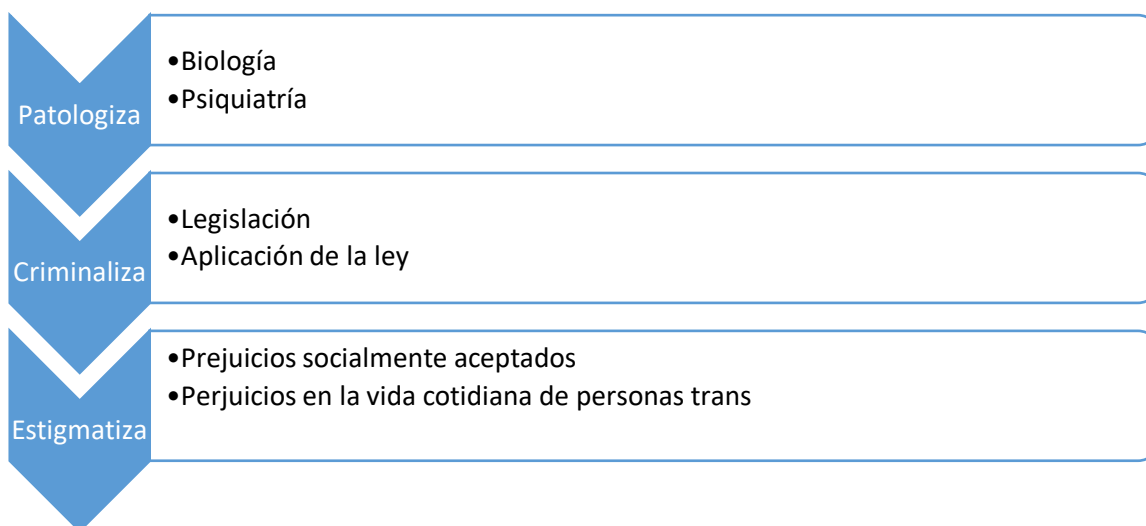 Patologiza
•Biología
•Psiquiatría
Criminaliza
•Legislación
•Aplicación de la ley
Estigmatiza
•Prejuicios socialmente aceptados
•Perjuicios en la vida cotidiana de personas trans